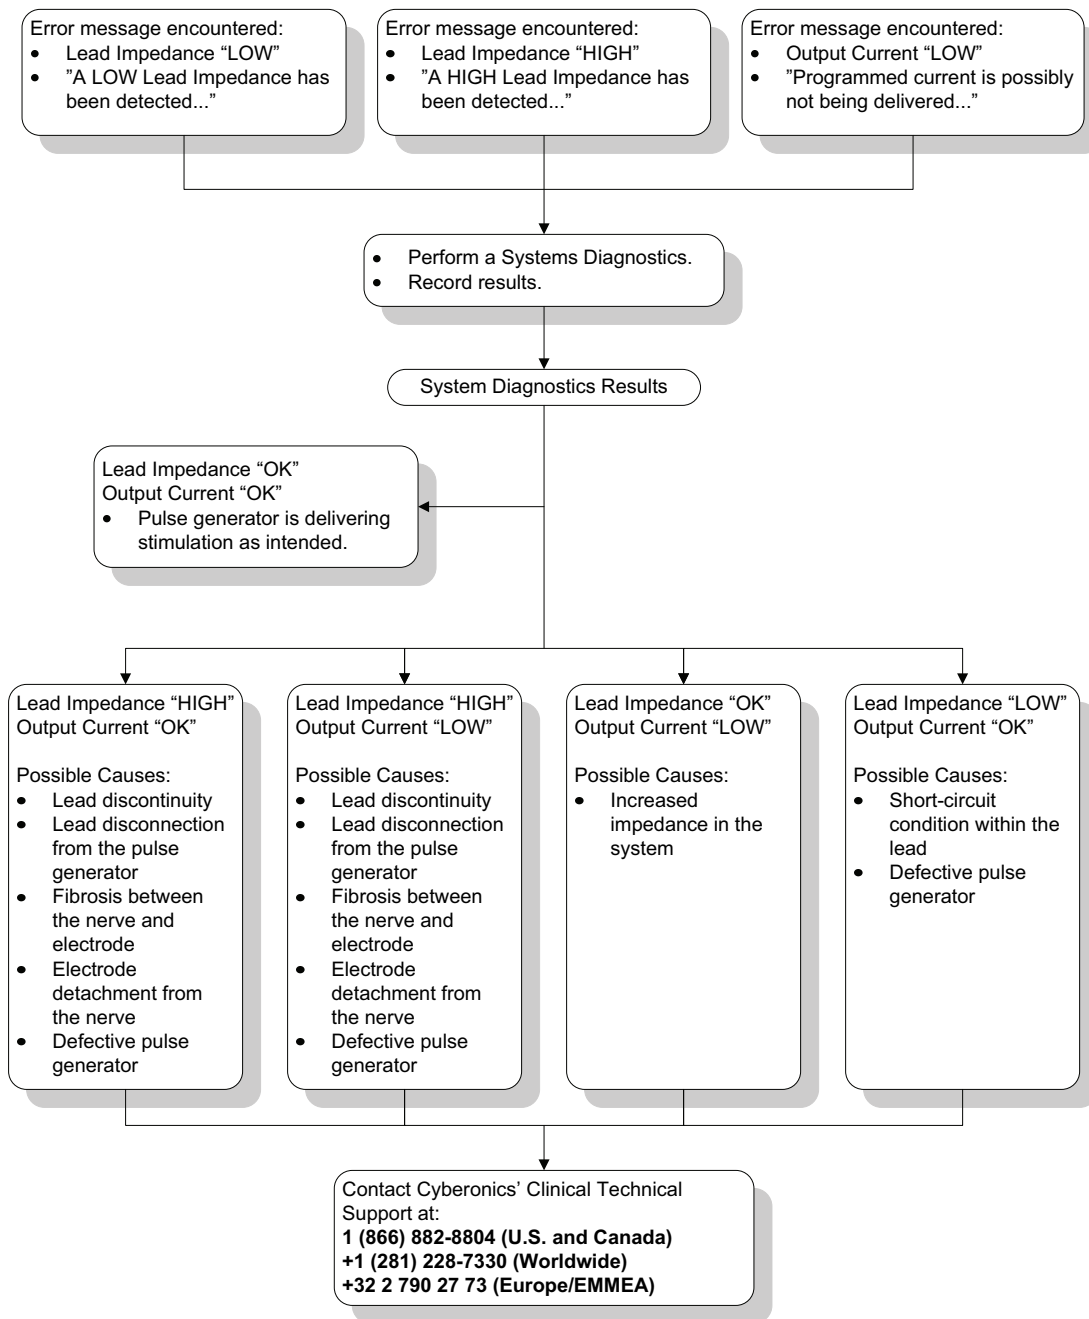 Error message encountered:
• Lead Impedance “LOW”
• ”A LOW Lead Impedance has
been detected...”
Error message encountered:
• Lead Impedance “HIGH”
• ”A HIGH Lead Impedance has
been detected...”
Error message encountered:
• Output Current “LOW”
• ”Programmed current is possibly
not being delivered...”
• Perform a Systems Diagnostics.
• Record results.
System Diagnostics Results
Lead Impedance “OK”
Output Current “OK”
• Pulse generator is delivering
stimulation as intended.
Lead Impedance “HIGH”
Output Current “OK”
Possible Causes:
• Lead discontinuity
• Lead disconnection
from the pulse
generator
• Fibrosis between
the nerve and
electrode
• Electrode
detachment from
the nerve
• Defective pulse
generator
Lead Impedance “HIGH”
Output Current “LOW”
Possible Causes:
• Lead discontinuity
• Lead disconnection
from the pulse
generator
• Fibrosis between
the nerve and
electrode
• Electrode
detachment from
the nerve
• Defective pulse
generator
Lead Impedance “OK”
Output Current “LOW”
Possible Causes:
• Increased
impedance in the
system
Lead Impedance “LOW”
Output Current “OK”
Possible Causes:
• Short-circuit
condition within the
lead
• Defective pulse
generator
Contact Cyberonics’ Clinical Technical
Support at:
1 (866) 882-8804 (U.S. and Canada)
+1 (281) 228-7330 (Worldwide)
+32 2 790 27 73 (Europe/EMMEA)